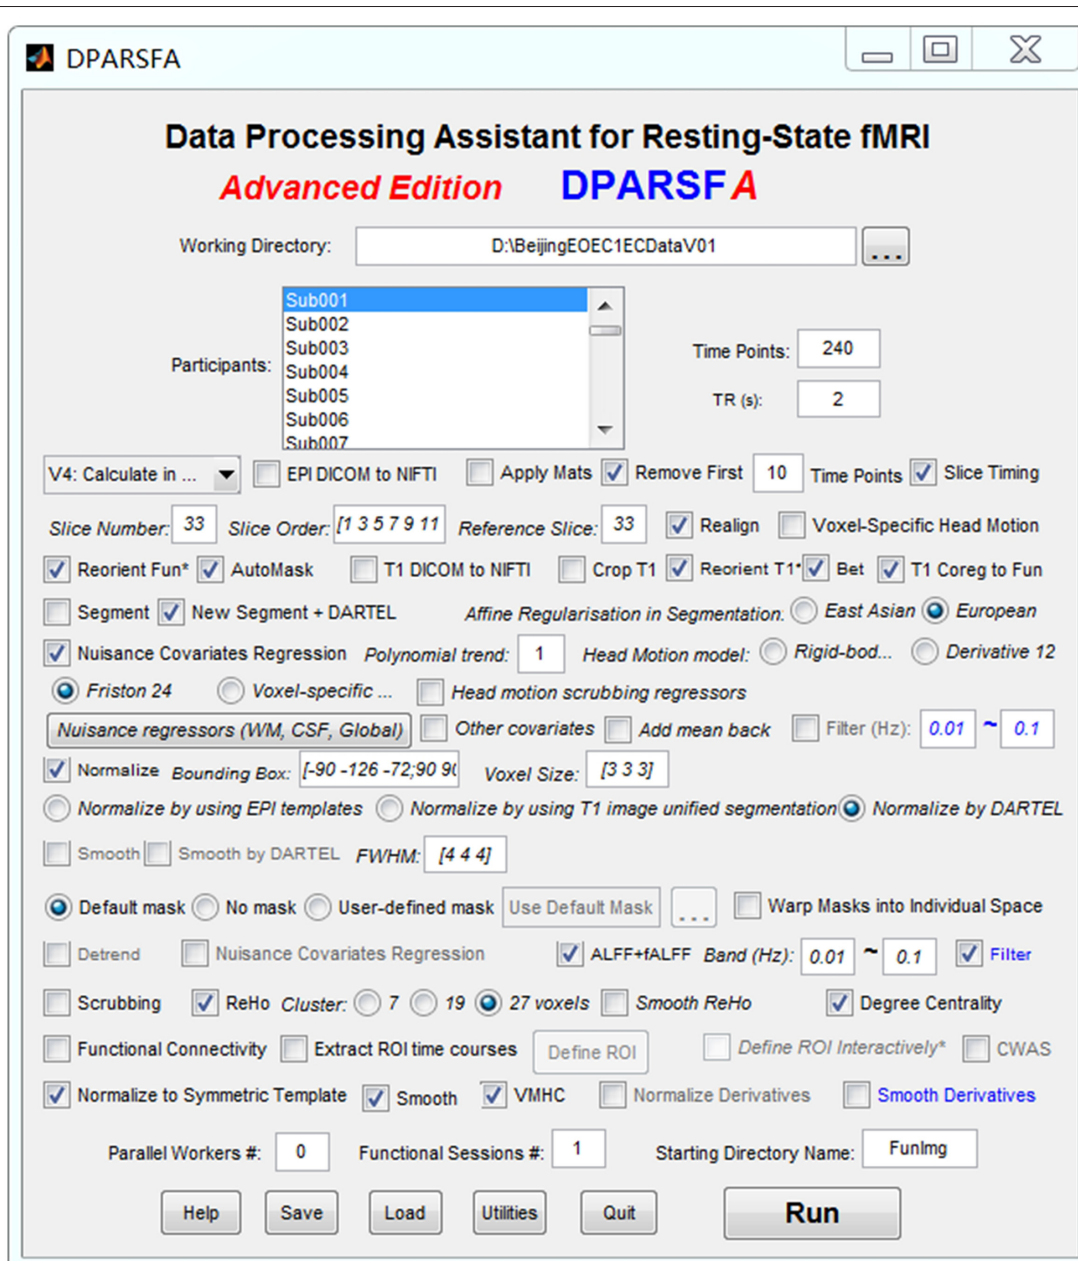 DPARSFA
Data Processing Assistant for Resting-State fMRI
Advanced Edition DPARSFA
Working Directory: D:\BeijingEOEC1ECDataV01 ...
Sub001
Sub002
Sub003
Participants: Sub004
Sub005
Sub006
Sub007
Time Points: 240
TR (s): 2
V4: Calculate in ... EPI DICOM to NIFTI Apply Mats Remove First 10 Time Points Slice Timing
Slice Number: 33 Slice Order: [1 3 5 7 9 11 Reference Slice: 33 Realign Voxel-Specific Head Motion
Reorient Fun* AutoMask T1 DICOM to NIFTI Crop T1 Reorient T1* Bet T1 Coreg to Fun
Segment New Segment + DARTEL Affine Regularisation in Segmentation: East Asian European
Nuisance Covariates Regression Polynomial trend: 1 Head Motion model: Rigid-bod... Derivative 12
Friston 24 Voxel-specific ... Head motion scrubbing regressors
Nuisance regressors (WM, CSF, Global) Other covariates Add mean back Filter (Hz): 0.01 ~ 0.1
Normalize Bounding Box: [-90 -126 -72;90 90 Voxel Size: [3 3 3]
Normalize by using EPI templates Normalize by using T1 image unified segmentation Normalize by DARTEL
Smooth Smooth by DARTEL FWHM: [4 4 4]
Default mask No mask User-defined mask Use Default Mask ... Warp Masks into Individual Space
Detrend Nuisance Covariates Regression ALFF+fALFF Band (Hz): 0.01 ~ 0.1 Filter
Scrubbing ReHo Cluster: 7 19 27 voxels Smooth ReHo Degree Centrality
Functional Connectivity Extract ROI time courses Define ROI Define ROI Interactively* CWAS
Normalize to Symmetric Template Smooth VMHC Normalize Derivatives Smooth Derivatives
Parallel Workers #: 0 Functional Sessions #: 1 Starting Directory Name: FunImg
Help Save Load Utilities Quit Run